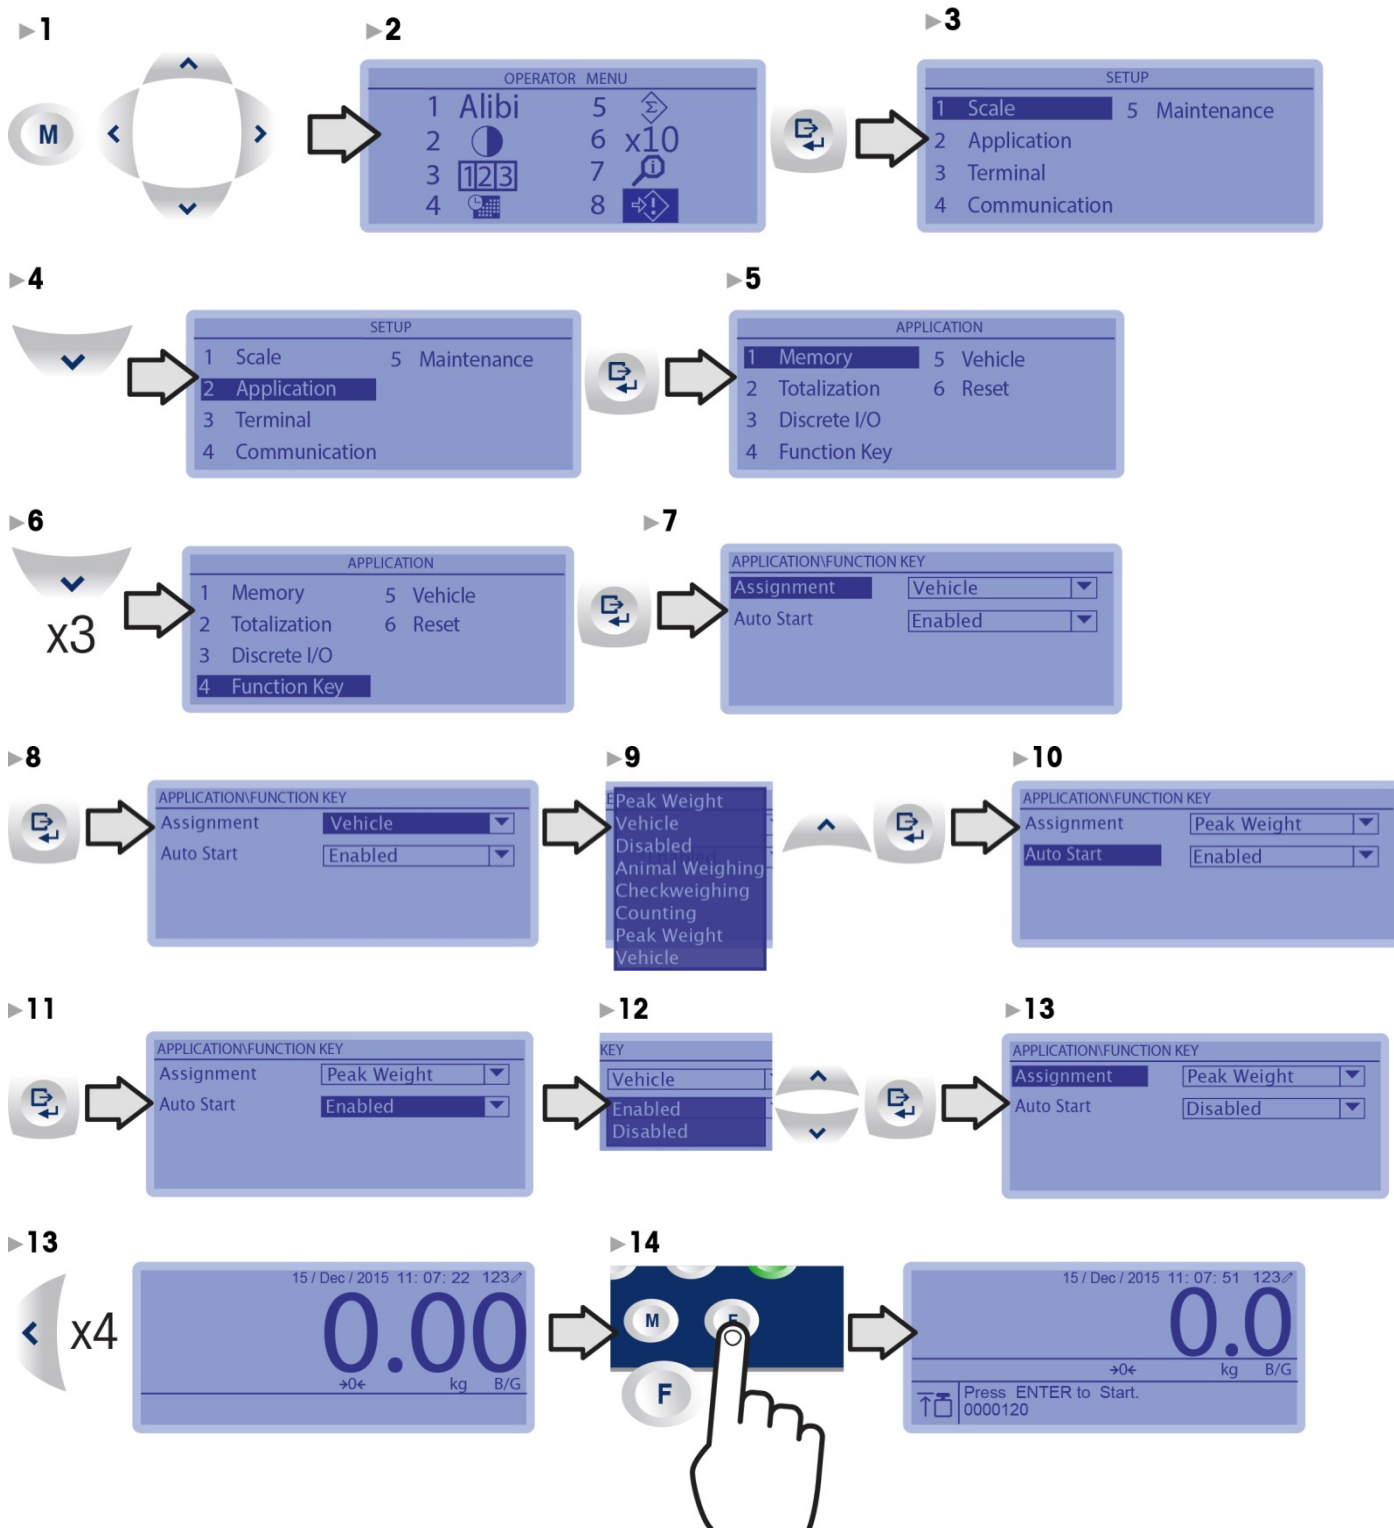 ▶1
M
▶2
OPERATOR MENU
1 Alibi 5 Σ
2 6 x10
3 123 7 i
4 8 !
▶3
SETUP
1 Scale 5 Maintenance
2 Application
3 Terminal
4 Communication
▶4
SETUP
1 Scale 5 Maintenance
2 Application
3 Terminal
4 Communication
▶5
APPLICATION
1 Memory 5 Vehicle
2 Totalization 6 Reset
3 Discrete I/O
4 Function Key
▶6
x3
APPLICATION
1 Memory 5 Vehicle
2 Totalization 6 Reset
3 Discrete I/O
4 Function Key
▶7
APPLICATION\FUNCTION KEY
Assignment Vehicle
Auto Start Enabled
▶8
APPLICATION\FUNCTION KEY
Assignment Vehicle
Auto Start Enabled
▶9
Peak Weight
Vehicle
Disabled
Animal Weighing
Checkweighing
Counting
Peak Weight
Vehicle
▶10
APPLICATION\FUNCTION KEY
Assignment Peak Weight
Auto Start Enabled
▶11
APPLICATION\FUNCTION KEY
Assignment Peak Weight
Auto Start Enabled
▶12
KEY
Vehicle
Enabled
Disabled
▶13
APPLICATION\FUNCTION KEY
Assignment Peak Weight
Auto Start Disabled
▶13
x4
15 / Dec / 2015 11: 07: 22 123
0.00
→0← kg B/G
▶14
M F
F
15 / Dec / 2015 11: 07: 51 123
0.0
→0← kg B/G
Press ENTER to Start.
0000120